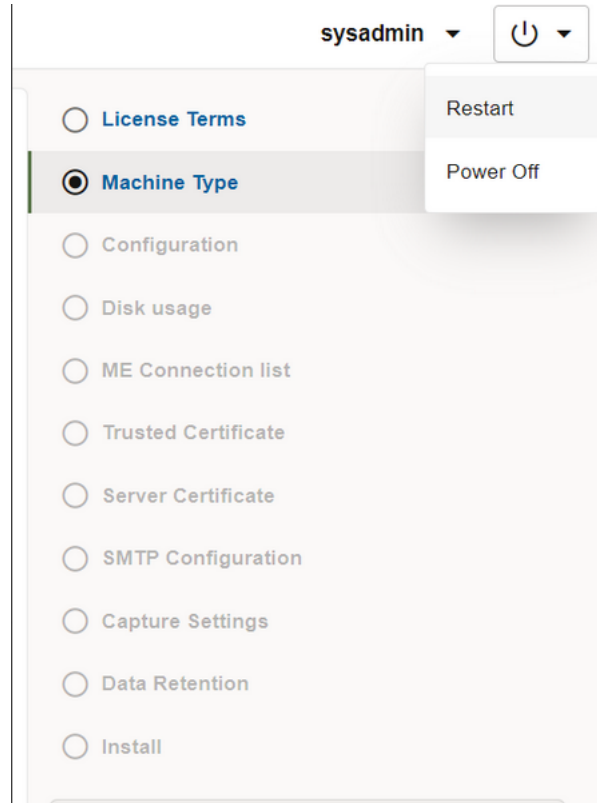 sysadmin
Restart
Power Off
License Terms
Machine Type
Configuration
Disk usage
ME Connection list
Trusted Certificate
Server Certificate
SMTP Configuration
Capture Settings
Data Retention
Install